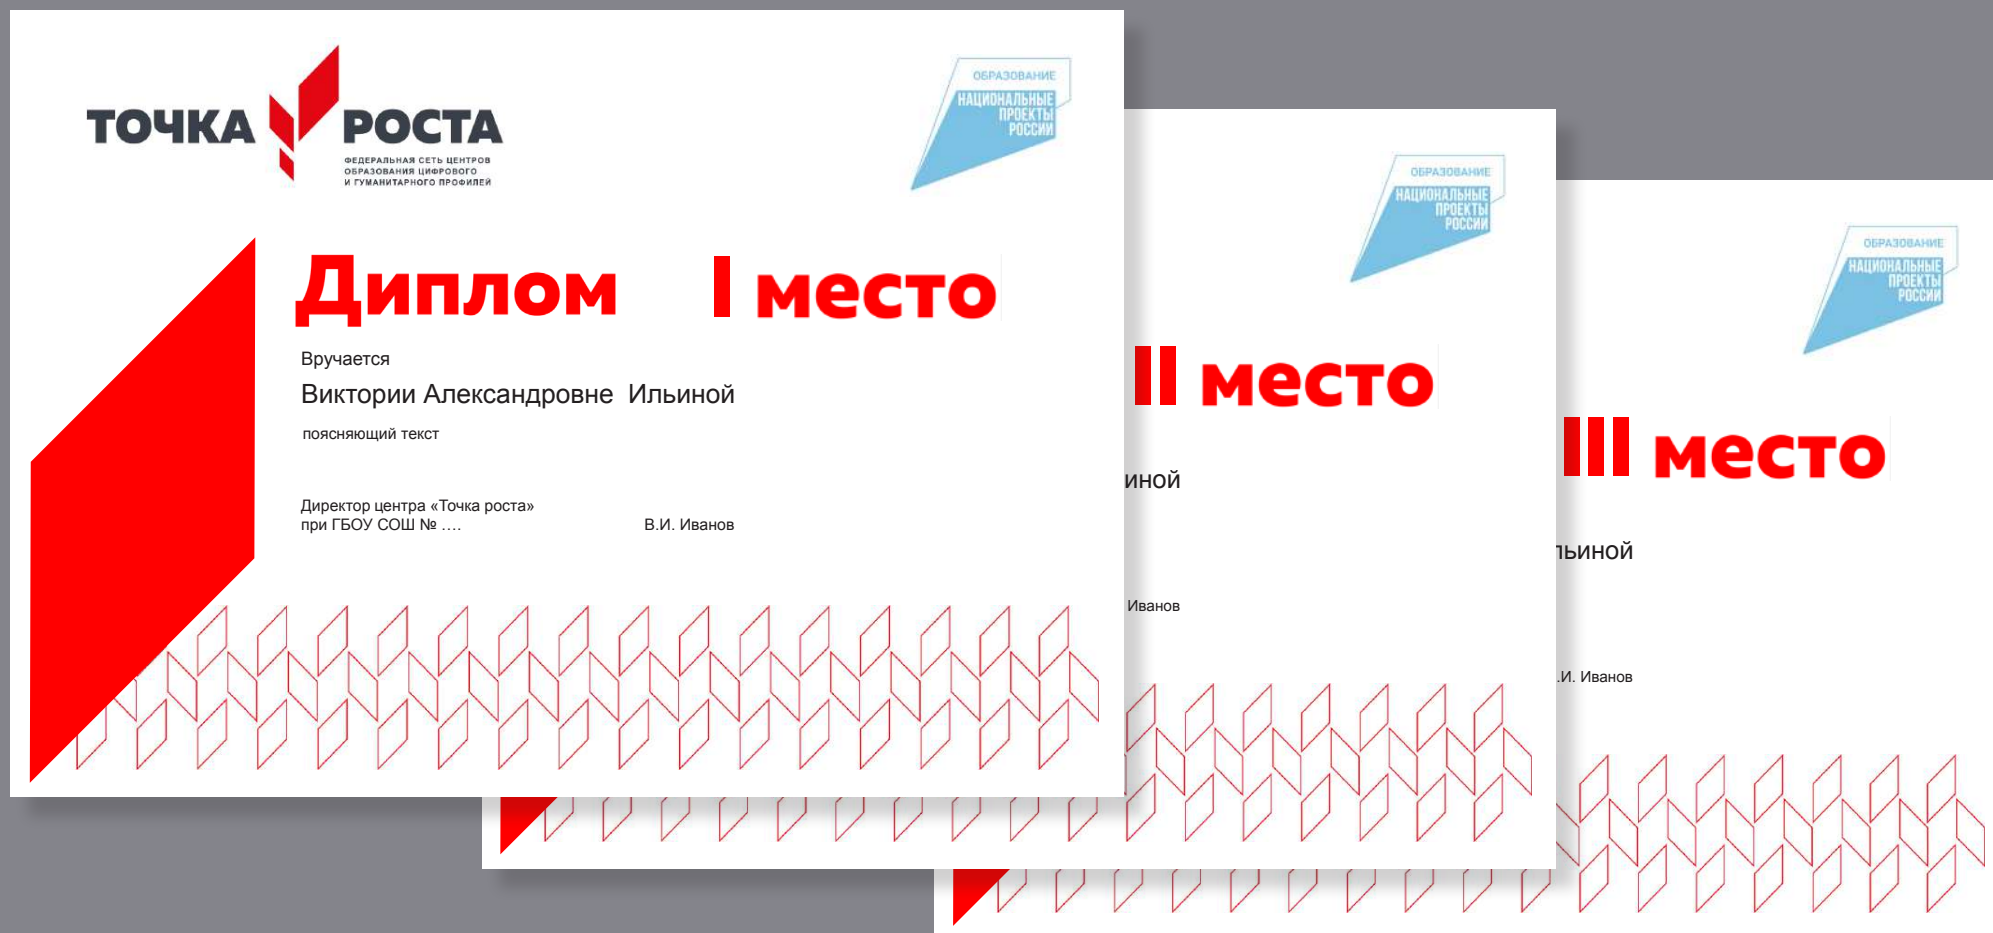 ТОЧКА РОСТА
ФЕДЕРАЛЬНАЯ СЕТЬ ЦЕНТРОВ
ОБРАЗОВАНИЯ ЦИФРОВОГО
И ГУМАНИТАРНОГО ПРОФИЛЕЙ
ОБРАЗОВАНИЕ
НАЦИОНАЛЬНЫЕ
ПРОЕКТЫ
РОССИИ
Диплом I место
Вручается
Виктории Александровне Ильиной
поясняющий текст
Директор центра «Точка роста»
при ГБОУ СОШ № .... В.И. Иванов
ОБРАЗОВАНИЕ
НАЦИОНАЛЬНЫЕ
ПРОЕКТЫ
РОССИИ
II место
иной
Иванов
ОБРАЗОВАНИЕ
НАЦИОНАЛЬНЫЕ
ПРОЕКТЫ
РОССИИ
III место
льиной
.И. Иванов